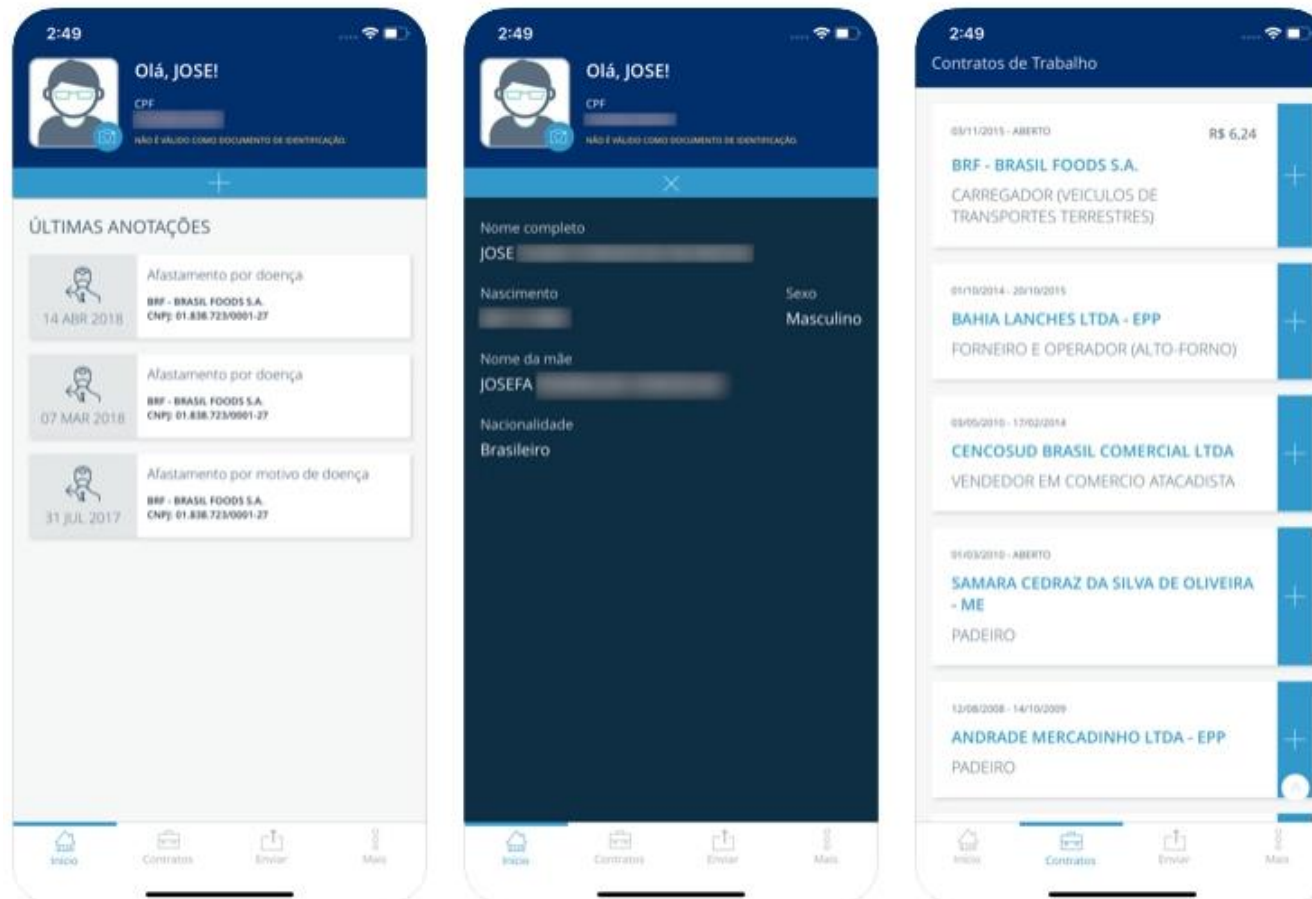 2:49
Olá, JOSE!
CPF
NÃO É VÁLIDO COMO DOCUMENTO DE IDENTIFICAÇÃO.
ÚLTIMAS ANOTAÇÕES
Afastamento por doença
BRF - BRASIL FOODS S.A.
14 ABR 2018
CNPJ: 01.838.723/0001-27
Afastamento por doença
BRF - BRASIL FOODS S.A.
07 MAR 2018
CNPJ: 01.838.723/0001-27
Afastamento por motivo de doença
BRF - BRASIL FOODS S.A.
31 JUL 2017
CNPJ: 01.838.723/0001-27
Início
Contratos
Enviar
Mais
2:49
Olá, JOSE!
CPF
NÃO É VÁLIDO COMO DOCUMENTO DE IDENTIFICAÇÃO.
Nome completo
JOSE
Nascimento
Sexo
Masculino
Nome da mãe
JOSEFA
Nacionalidade
Brasileiro
Início
Contratos
Enviar
Mais
2:49
Contratos de Trabalho
03/11/2015 - ABERTO
R$ 6,24
BRF - BRASIL FOODS S.A.
CARREGADOR (VEICULOS DE
TRANSPORTES TERRESTRES)
01/10/2014 - 20/10/2015
BAHIA LANCHES LTDA - EPP
FORNEIRO E OPERADOR (ALTO-FORNO)
03/05/2010 - 17/02/2014
CENCOSUD BRASIL COMERCIAL LTDA
VENDEDOR EM COMERCIO ATACADISTA
01/03/2010 - ABERTO
SAMARA CEDRAZ DA SILVA DE OLIVEIRA
- ME
PADEIRO
12/08/2008 - 14/10/2009
ANDRADE MERCADINHO LTDA - EPP
PADEIRO
Início
Contratos
Enviar
Mais